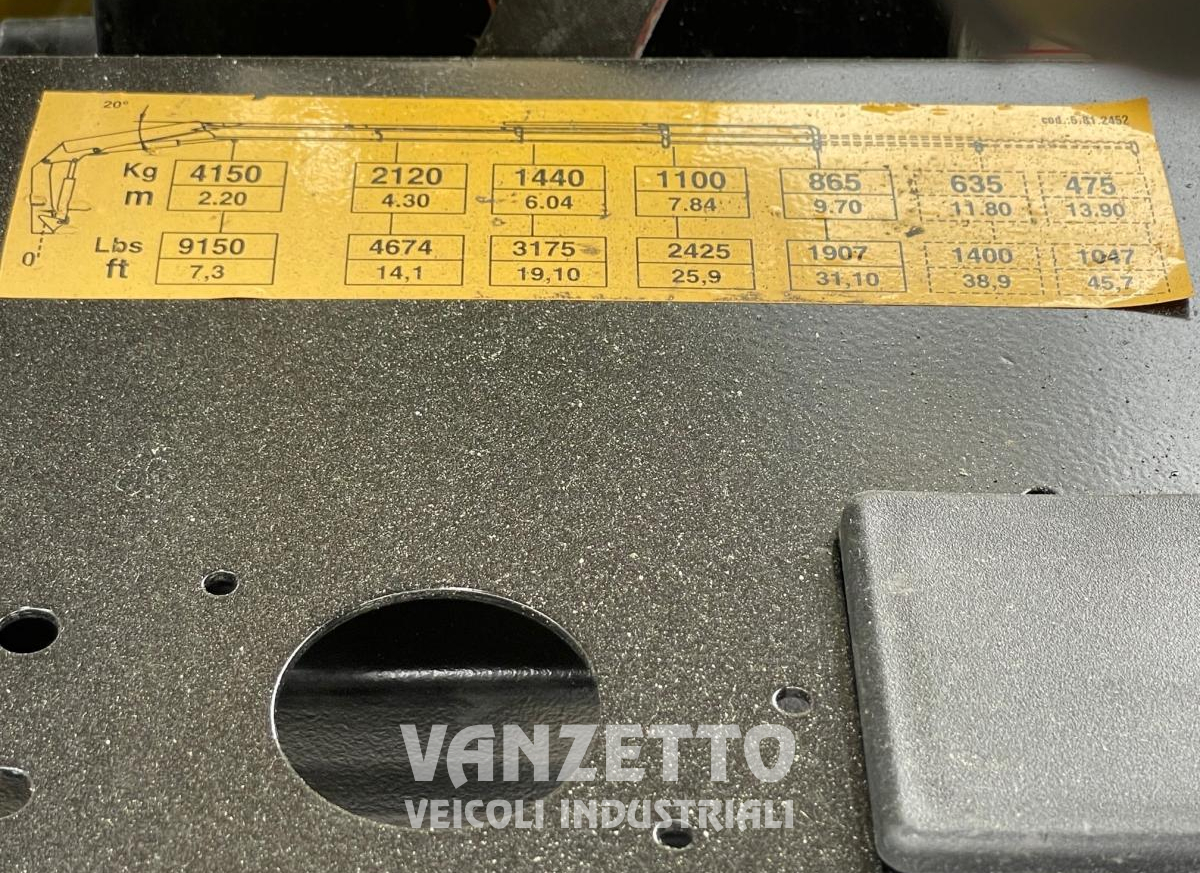 20°
cod.:5.81.2452
Kg 4150 2120 1440 1100 865 635 475
m 2.20 4.30 6.04 7.84 9.70 11.80 13.90
Lbs 9150 4674 3175 2425 1907 1400 1047
0° ft 7,3 14,1 19,10 25,9 31,10 38,9 45,7
VANZETTO
VEICOLI INDUSTRIALI